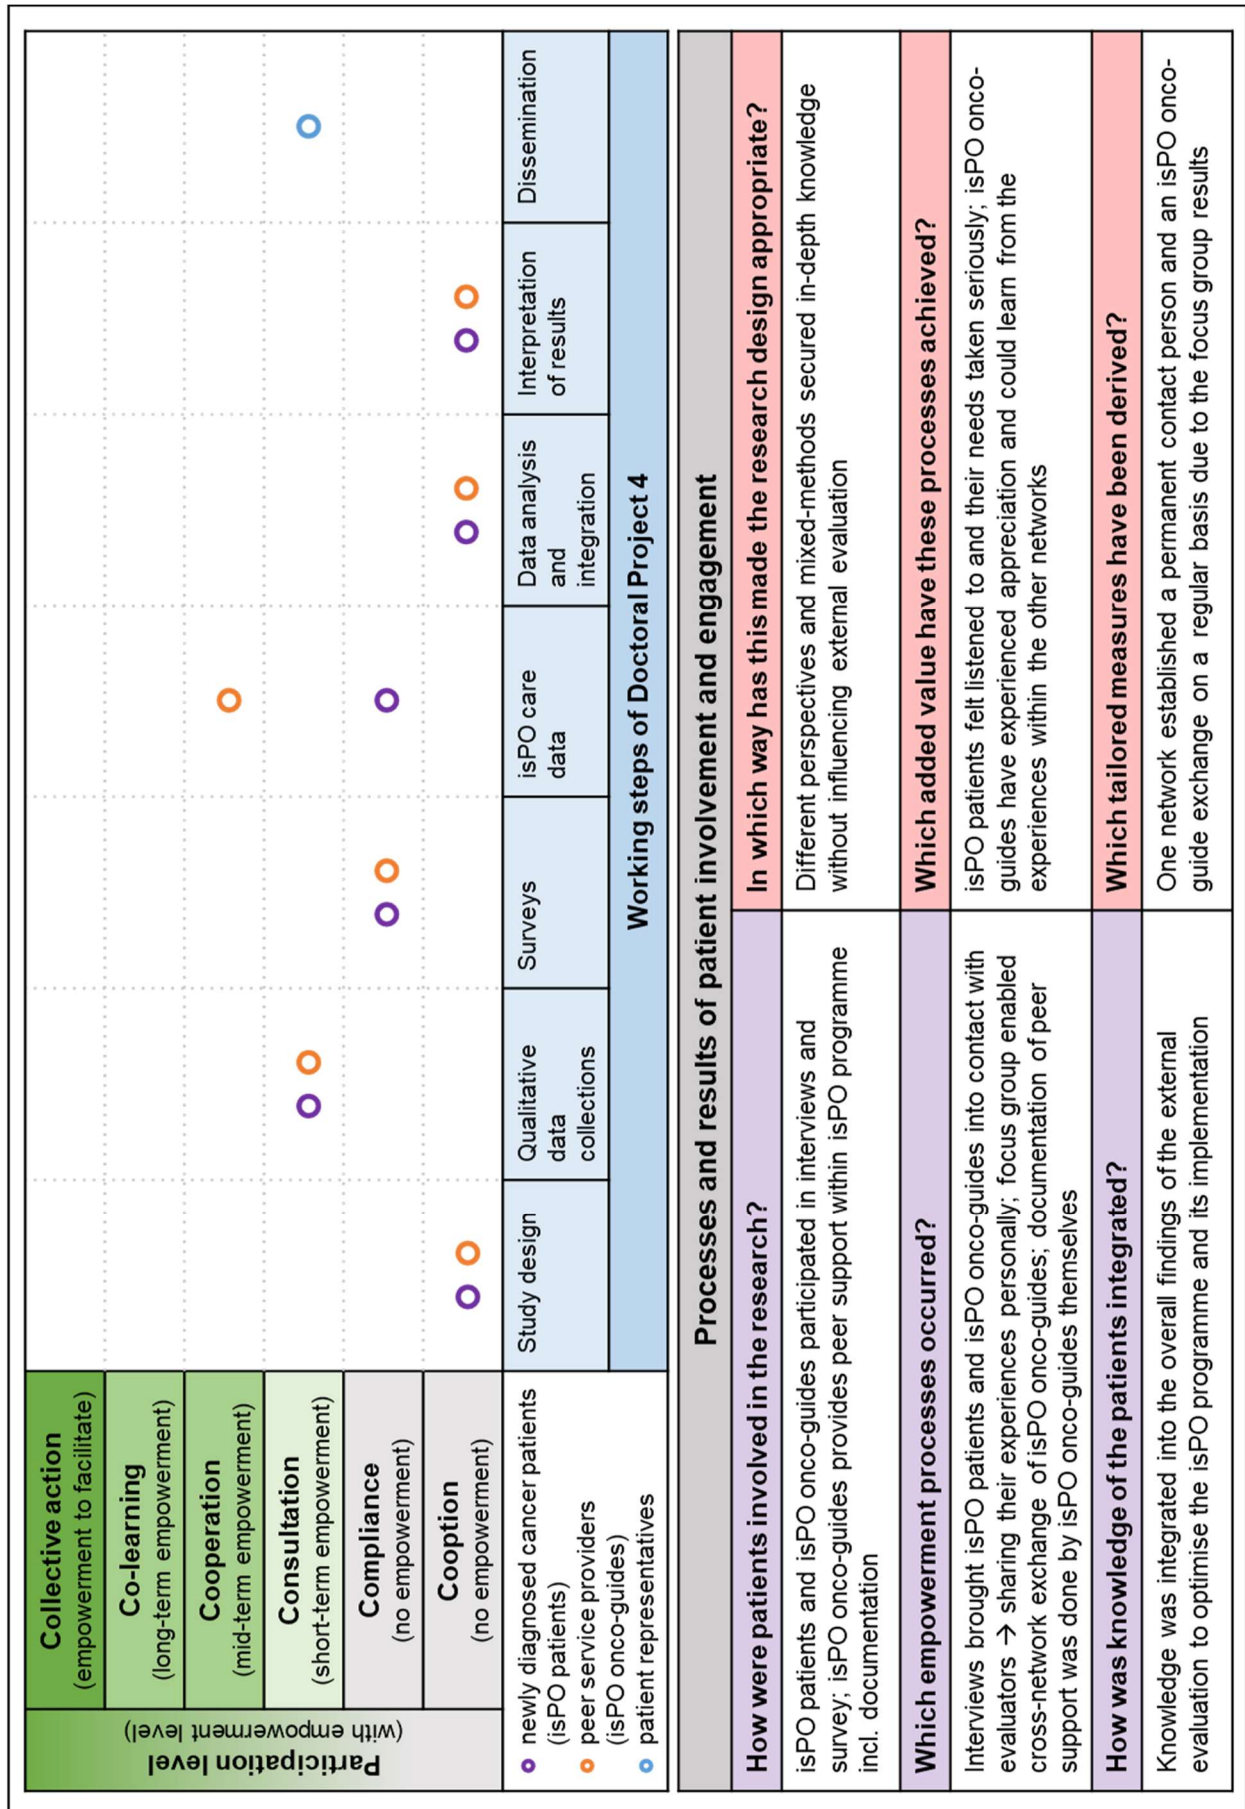 Participation level
(with empowerment level)
Collective action
(empowerment to facilitate)
Co-learning
(long-term empowerment)
Cooperation
(mid-term empowerment)
Consultation
(short-term empowerment)
Compliance
(no empowerment)
Cooption
(no empowerment)
newly diagnosed cancer patients
(isPO patients)
peer service providers
(isPO onco-guides)
patient representatives
Study design
Qualitative
data
collections
Surveys
isPO care
data
Data analysis
and
integration
Interpretation
of results
Dissemination
Working steps of Doctoral Project 4
Processes and results of patient involvement and engagement
How were patients involved in the research?
isPO patients and isPO onco-guides participated in interviews and
survey; isPO onco-guides provides peer support within isPO programme
incl. documentation
In which way has this made the research design appropriate?
Different perspectives and mixed-methods secured in-depth knowledge
without influencing external evaluation
Which empowerment processes occurred?
Interviews brought isPO patients and isPO onco-guides into contact with
evaluators → sharing their experiences personally; focus group enabled
cross-network exchange of isPO onco-guides; documentation of peer
support was done by isPO onco-guides themselves
Which added value have these processes achieved?
isPO patients felt listened to and their needs taken seriously; isPO onco-
guides have experienced appreciation and could learn from the
experiences within the other networks
How was knowledge of the patients integrated?
Knowledge was integrated into the overall findings of the external
evaluation to optimise the isPO programme and its implementation
Which tailored measures have been derived?
One network established a permanent contact person and an isPO onco-
guide exchange on a regular basis due to the focus group results